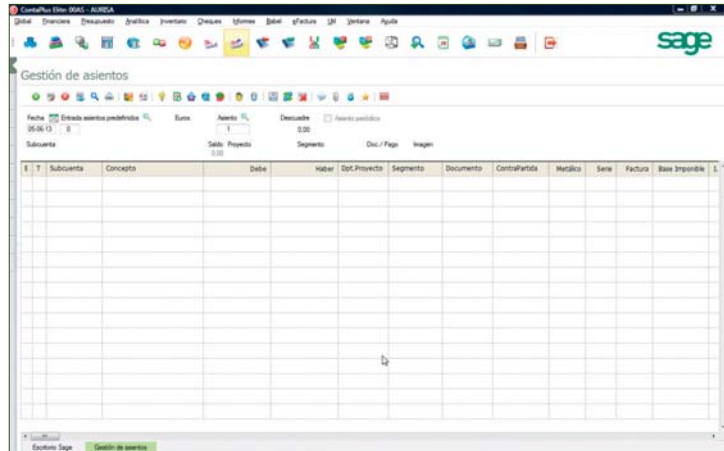 ContaPlus Elite: 00AS - AURISA
Global Financiera Presupuesto Analítica Inventario Cheques Informes Babel eFactura Útil Ventana Ayuda
sage
Gestión de asientos
Fecha Entrada asientos predefinidos Euros Asiento Descuadre Asiento periódico
05-06-13 0 1 0.00
Subcuenta Saldo Proyecto Segmento Doc./ Pago Imagen
0.00
T Subcuenta Concepto Debe Haber Dpt.Proyecto Segmento Documento ContraPartida Metálico Serie Factura Base Imponible
Escritorio Sage Gestión de asientos